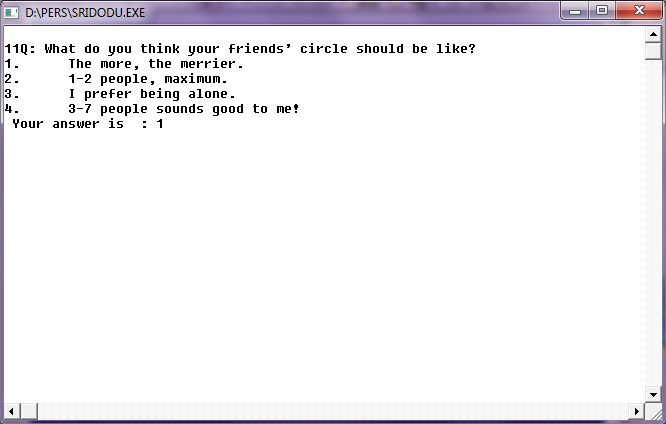 D:\PERS\SRIDODU.EXE
11Q: What do you think your friends’ circle should be like?
1. The more, the merrier.
2. 1-2 people, maximum.
3. I prefer being alone.
4. 3-7 people sounds good to me!
Your answer is : 1